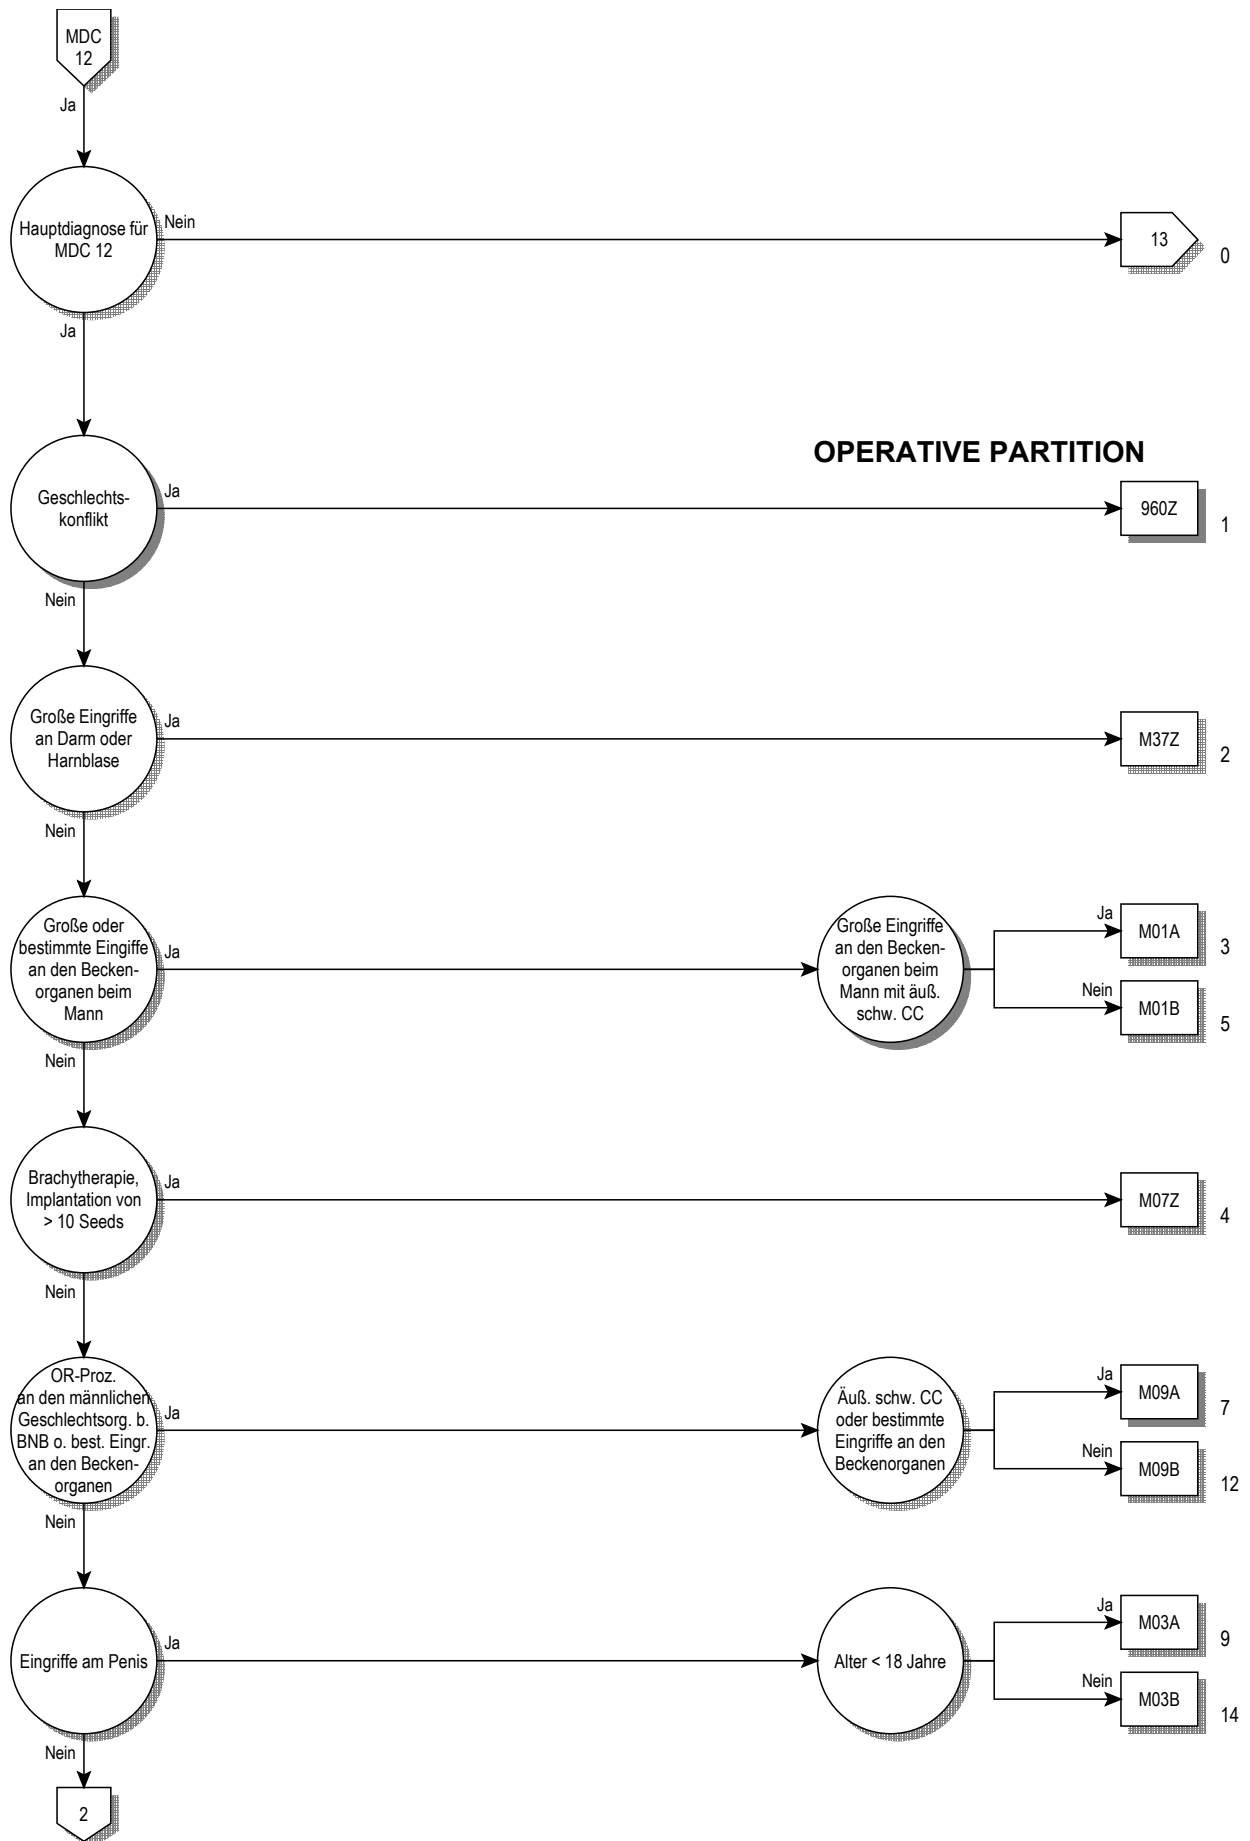 MDC
12
Ja
Hauptdiagnose für
MDC 12
Nein
13
0
Ja
OPERATIVE PARTITION
Geschlechts-
konflikt
Ja
960Z
1
Nein
Große Eingriffe
an Darm oder
Harnblase
Ja
M37Z
2
Nein
Große oder
bestimmte Eingiffe
an den Becken-
organen beim
Mann
Ja
Große Eingriffe
an den Becken-
organen beim
Mann mit äuß.
schw. CC
Ja
M01A
3
Nein
M01B
5
Nein
Brachytherapie,
Implantation von
> 10 Seeds
Ja
M07Z
4
Nein
OR-Proz.
an den männlichen
Geschlechtsorg. b.
BNB o. best. Eingr.
an den Becken-
organen
Ja
Äuß. schw. CC
oder bestimmte
Eingriffe an den
Beckenorganen
Ja
M09A
7
Nein
M09B
12
Nein
Eingriffe am Penis
Ja
Alter < 18 Jahre
Ja
M03A
9
Nein
M03B
14
Nein
2